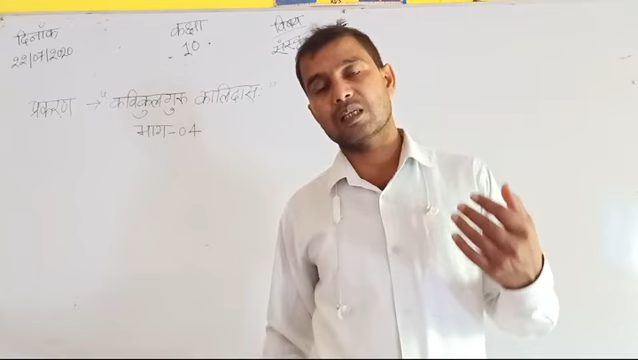 दिनाँक
22/07/2020
कक्षा
10
विषय
प्रकरण → "कविकुलगुरू कालिदासः"
भाग-04